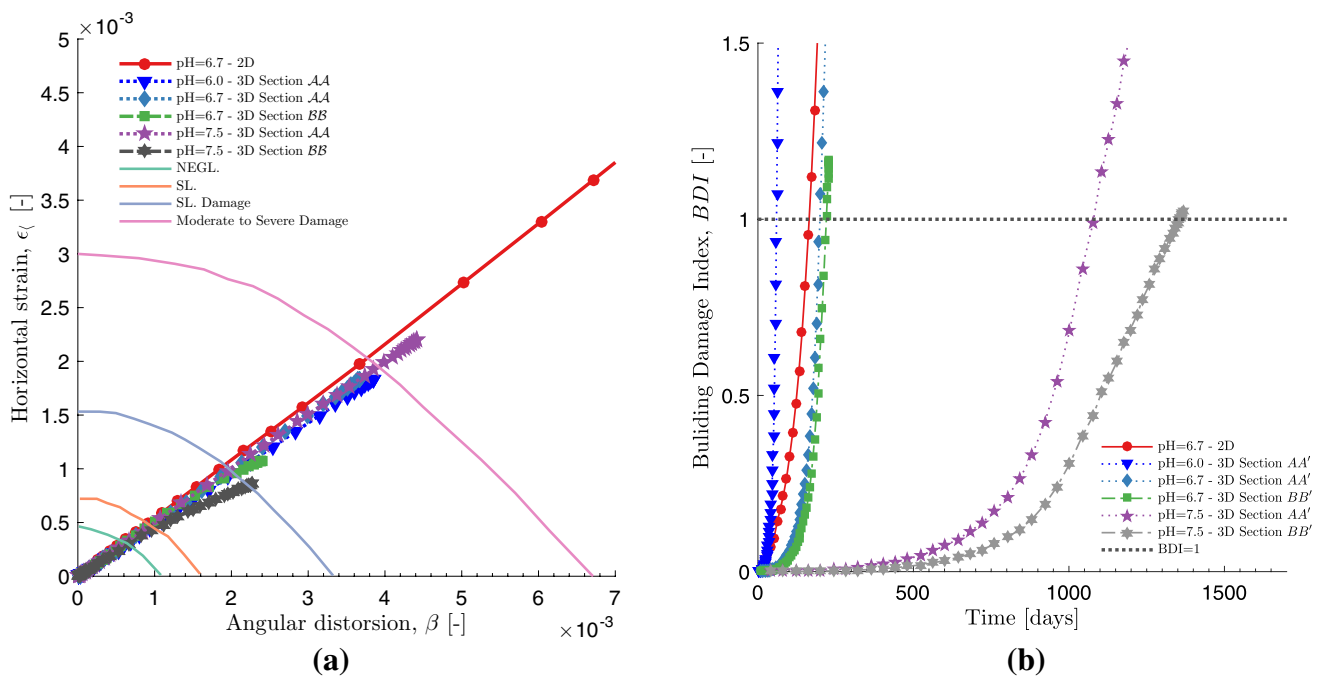 ×10⁻³
5
4.5
4
3.5
3
2.5
2
1.5
1
0.5
0
Horizontal strain, ϵ⟨ [-]
pH=6.7 - 2D
pH=6.0 - 3D Section 𝒜𝒜
pH=6.7 - 3D Section 𝒜𝒜
pH=6.7 - 3D Section ℬℬ
pH=7.5 - 3D Section 𝒜𝒜
pH=7.5 - 3D Section ℬℬ
NEGL.
SL.
SL. Damage
Moderate to Severe Damage
0 1 2 3 4 5 6 7
Angular distorsion, β [-]
×10⁻³
(a)
1.5
1
0.5
0
Buliding Damage Index, BDI [-]
pH=6.7 - 2D
pH=6.0 - 3D Section AA′
pH=6.7 - 3D Section AA′
pH=6.7 - 3D Section BB′
pH=7.5 - 3D Section AA′
pH=7.5 - 3D Section BB′
BDI=1
0 500 1000 1500
Time [days]
(b)